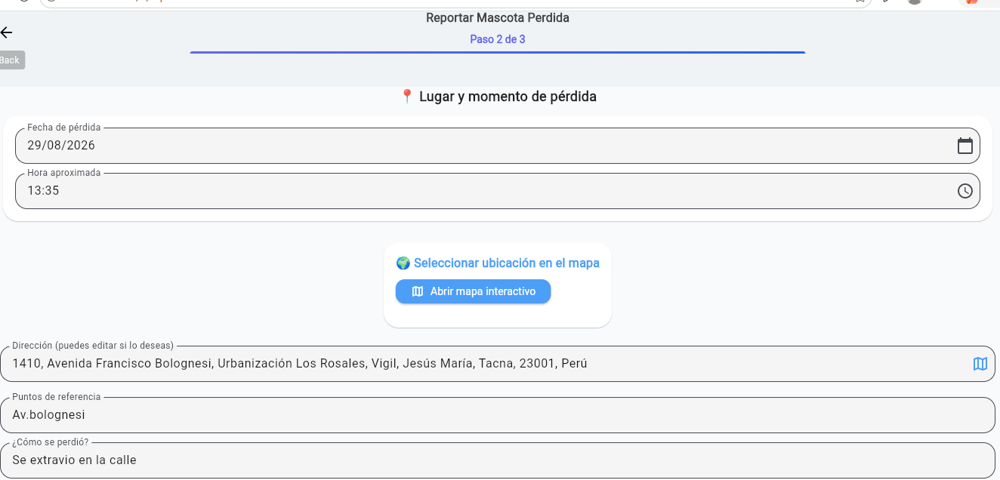 Reportar Mascota Perdida
Paso 2 de 3
Back
Lugar y momento de pérdida
Fecha de pérdida
29/08/2026
Hora aproximada
13:35
Seleccionar ubicación en el mapa
Abrir mapa interactivo
Dirección (puedes editar si lo deseas)
1410, Avenida Francisco Bolognesi, Urbanización Los Rosales, Vigil, Jesús María, Tacna, 23001, Perú
Puntos de referencia
Av.bolognesi
¿Cómo se perdió?
Se extravio en la calle